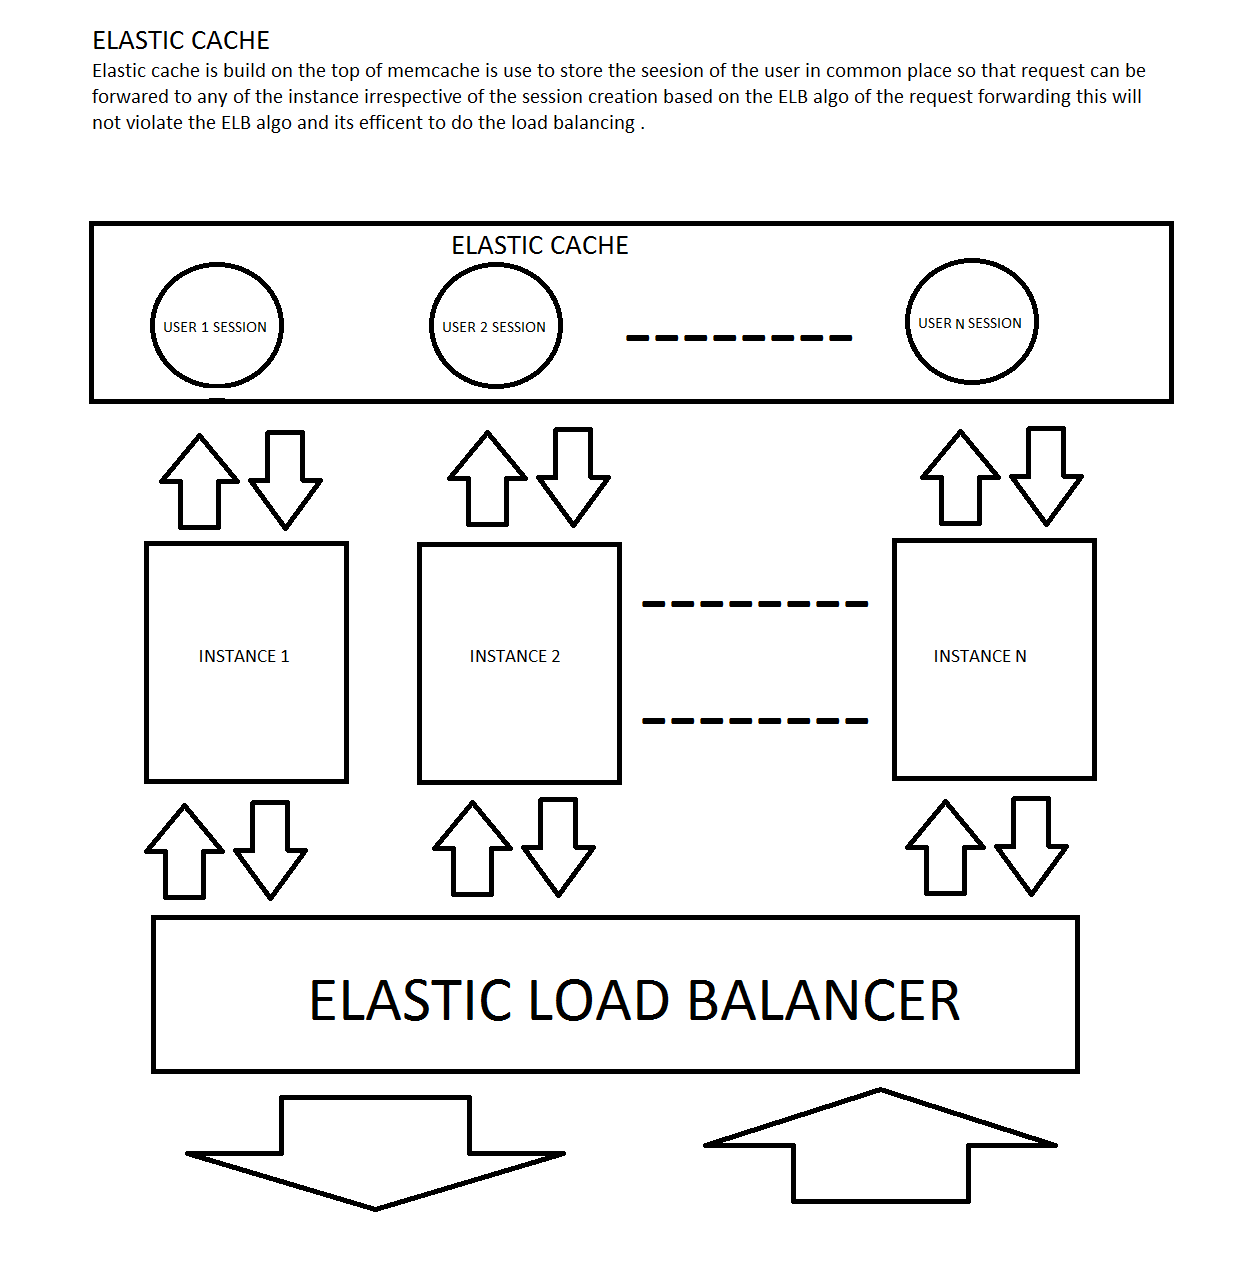 ELASTIC CACHE
Elastic cache is build on the top of memcache is use to store the seesion of the user in common place so that request can be
forwared to any of the instance irrespective of the session creation based on the ELB algo of the request forwarding this will
not violate the ELB algo and its efficent to do the load balancing .
ELASTIC CACHE
USER 1 SESSION
USER 2 SESSION
USER N SESSION
INSTANCE 1
INSTANCE 2
INSTANCE N
ELASTIC LOAD BALANCER